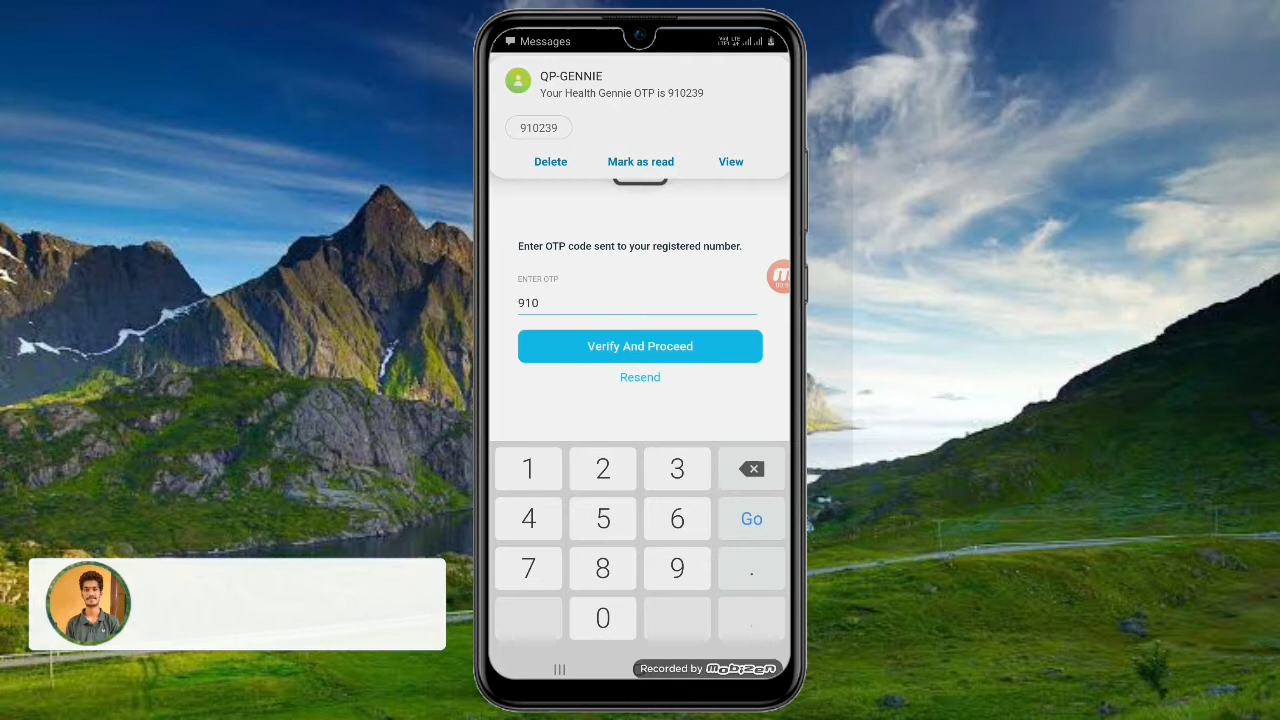 Messages
QP-GENNIE
Your Health Gennie OTP is 910239
910239
Delete Mark as read View
Enter OTP code sent to your registered number.
ENTER OTP
910
Verify And Proceed
Resend
1 2 3
4 5 6 Go
7 8 9 .
0
Recorded by mobizen